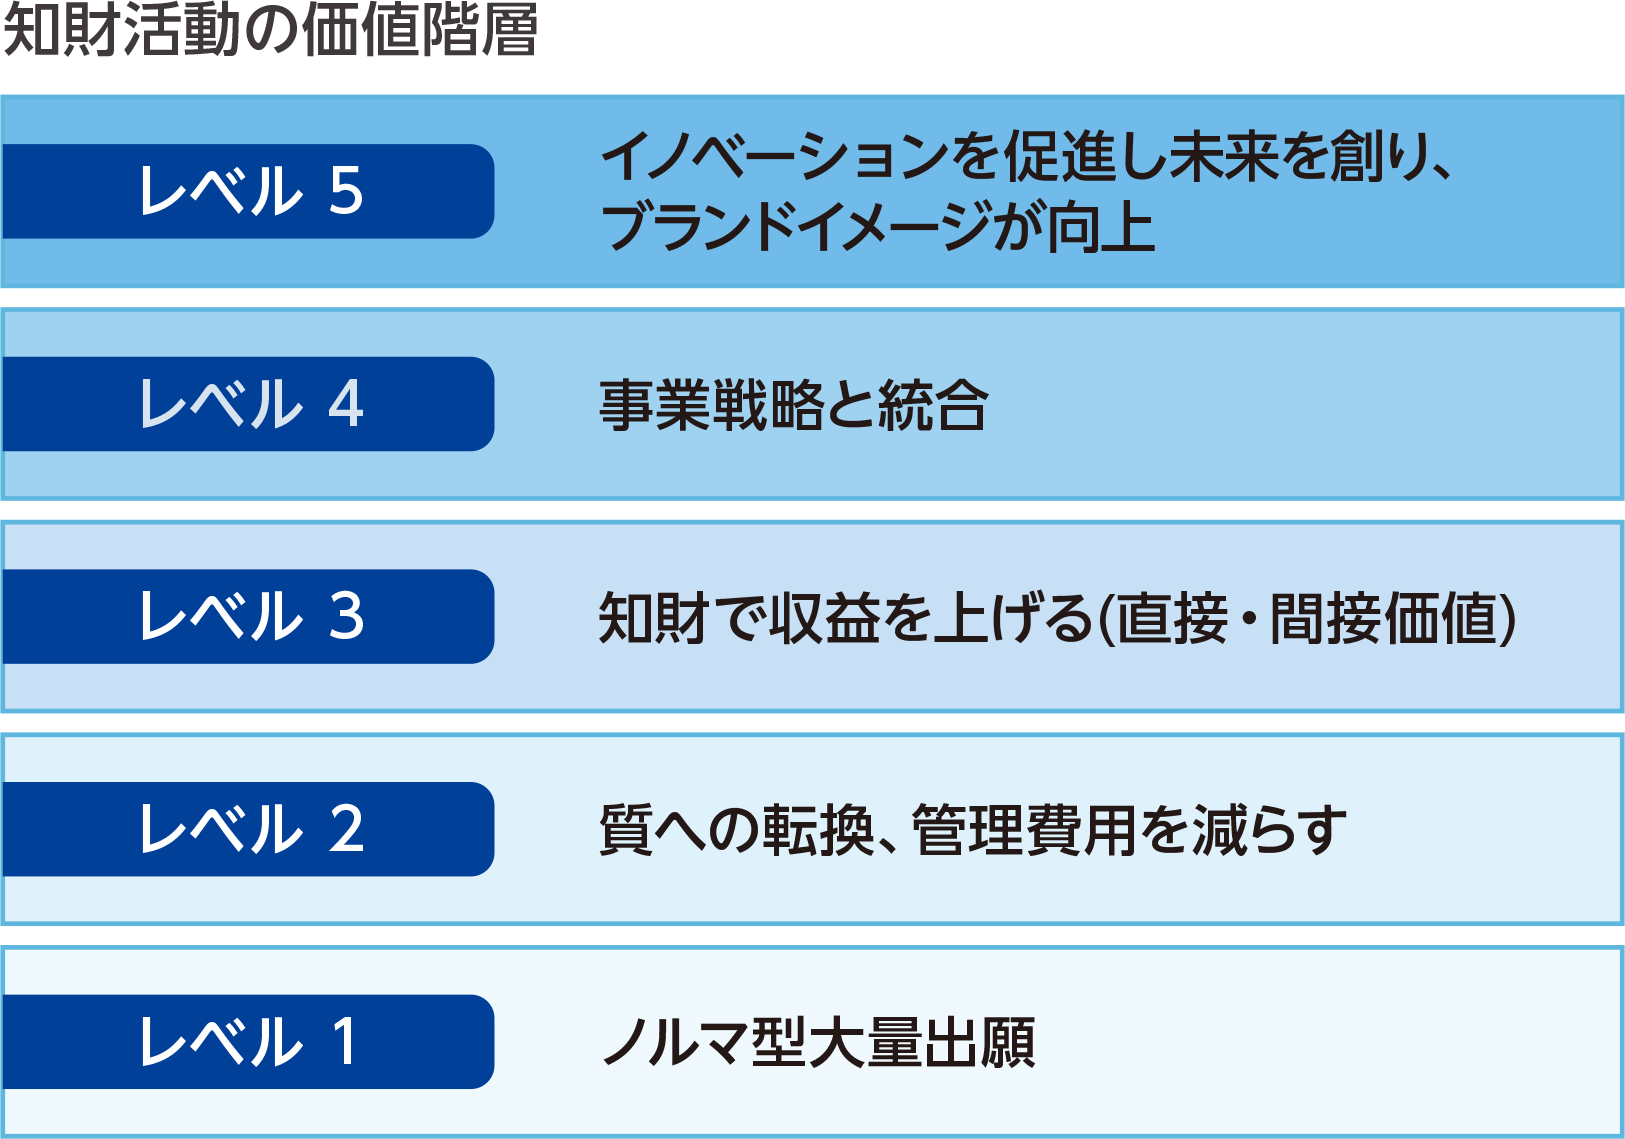 知財活動の価値階層
レベル 5
イノベーションを促進し未来を創り、
ブランドイメージが向上
レベル 4
事業戦略と統合
レベル 3
知財で収益を上げる(直接・間接価値)
レベル 2
質への転換、管理費用を減らす
レベル 1
ノルマ型大量出願